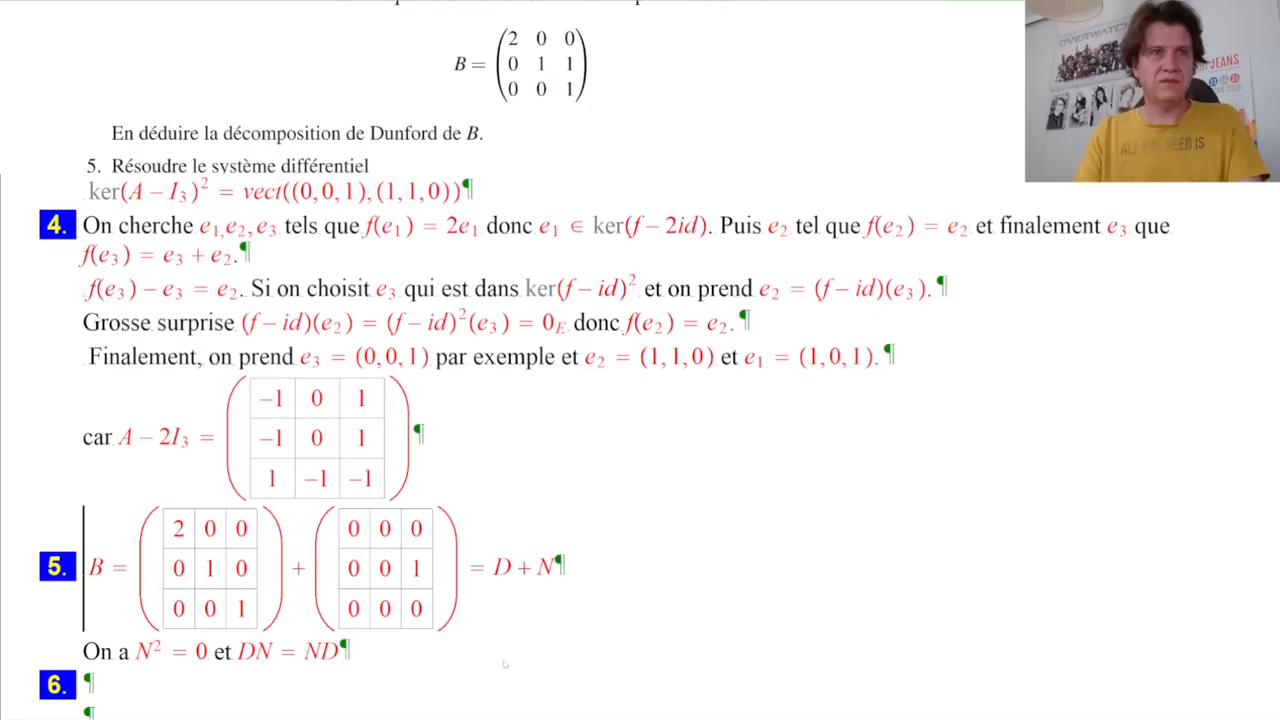 B = (2 0 0
0 1 1
0 0 1)
En déduire la décomposition de Dunford de B.
5. Résoudre le système différentiel
ker(A − I₃)² = vect((0, 0, 1), (1, 1, 0))¶
4. On cherche e₁,e₂,e₃ tels que f(e₁) = 2e₁ donc e₁ ∈ ker(f − 2id). Puis e₂ tel que f(e₂) = e₂ et finalement e₃ que
f(e₃) = e₃ + e₂.¶
f(e₃) − e₃ = e₂. Si on choisit e₃ qui est dans ker(f − id)² et on prend e₂ = (f − id)(e₃).¶
Grosse surprise (f − id)(e₂) = (f − id)²(e₃) = 0_E donc f(e₂) = e₂.¶
Finalement, on prend e₃ = (0, 0, 1) par exemple et e₂ = (1, 1, 0) et e₁ = (1, 0, 1).¶
car A − 2I₃ = (−1 0 1
−1 0 1
1 −1 −1)¶
5. B = (2 0 0
0 1 0
0 0 1) + (0 0 0
0 0 1
0 0 0) = D + N¶
On a N² = 0 et DN = ND¶
6. ¶
¶
OVERWATCH
JEANS
ALL YOU NEED IS